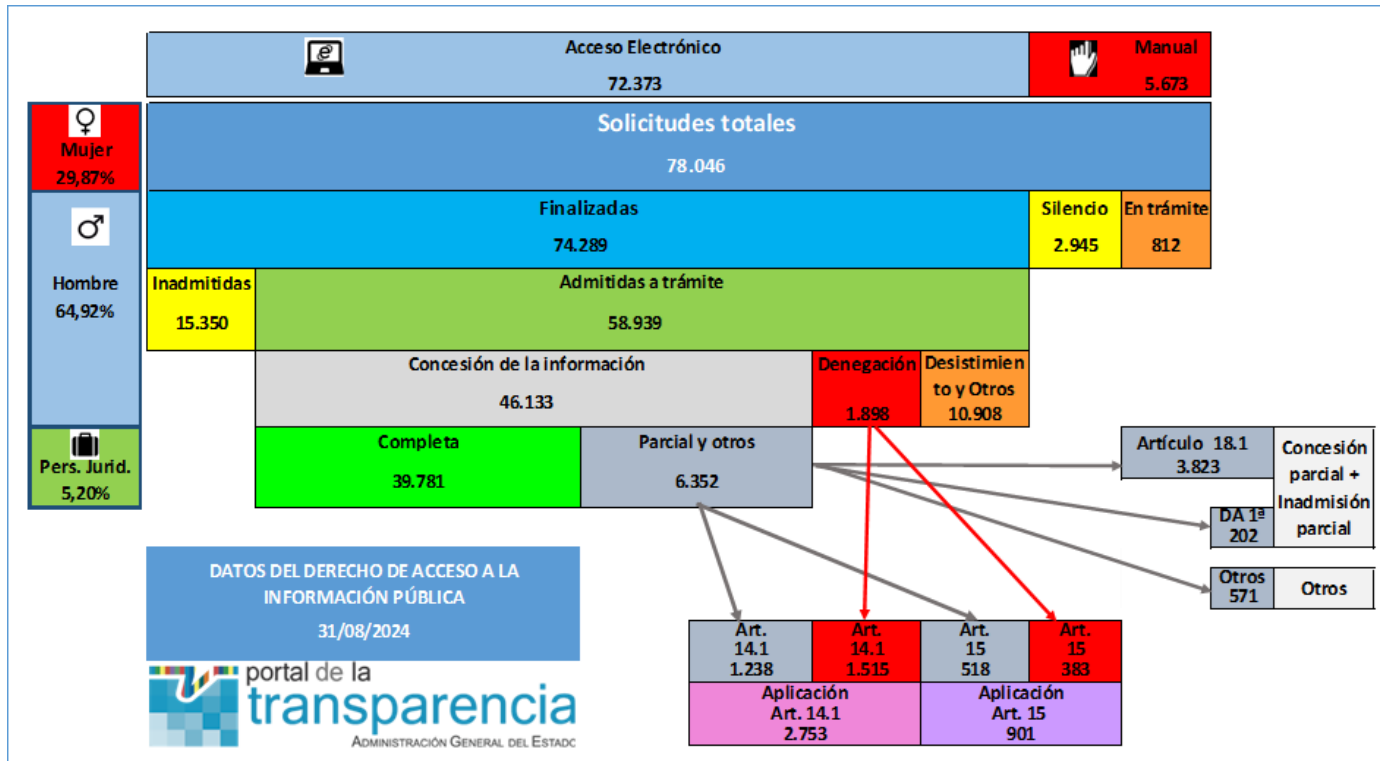 Acceso Electrónico
72.373
Manual
5.673
Mujer
29,87%
Hombre
64,92%
Pers. Jurid.
5,20%
Solicitudes totales
78.046
Finalizadas
74.289
Silencio
2.945
En trámite
812
Inadmitidas
15.350
Admitidas a trámite
58.939
Concesión de la información
46.133
Denegación
1.898
Desistimien
to y Otros
10.908
Completa
39.781
Parcial y otros
6.352
Artículo 18.1
3.823
DA 1ª
202
Concesión
parcial +
Inadmisión
parcial
Otros
571
Otros
DATOS DEL DERECHO DE ACCESO A LA
INFORMACIÓN PÚBLICA
31/08/2024
Art.
14.1
1.238
Art.
14.1
1.515
Art.
15
518
Art.
15
383
Aplicación
Art. 14.1
2.753
Aplicación
Art. 15
901
portal de la
transparencia
ADMINISTRACIÓN GENERAL DEL ESTADO